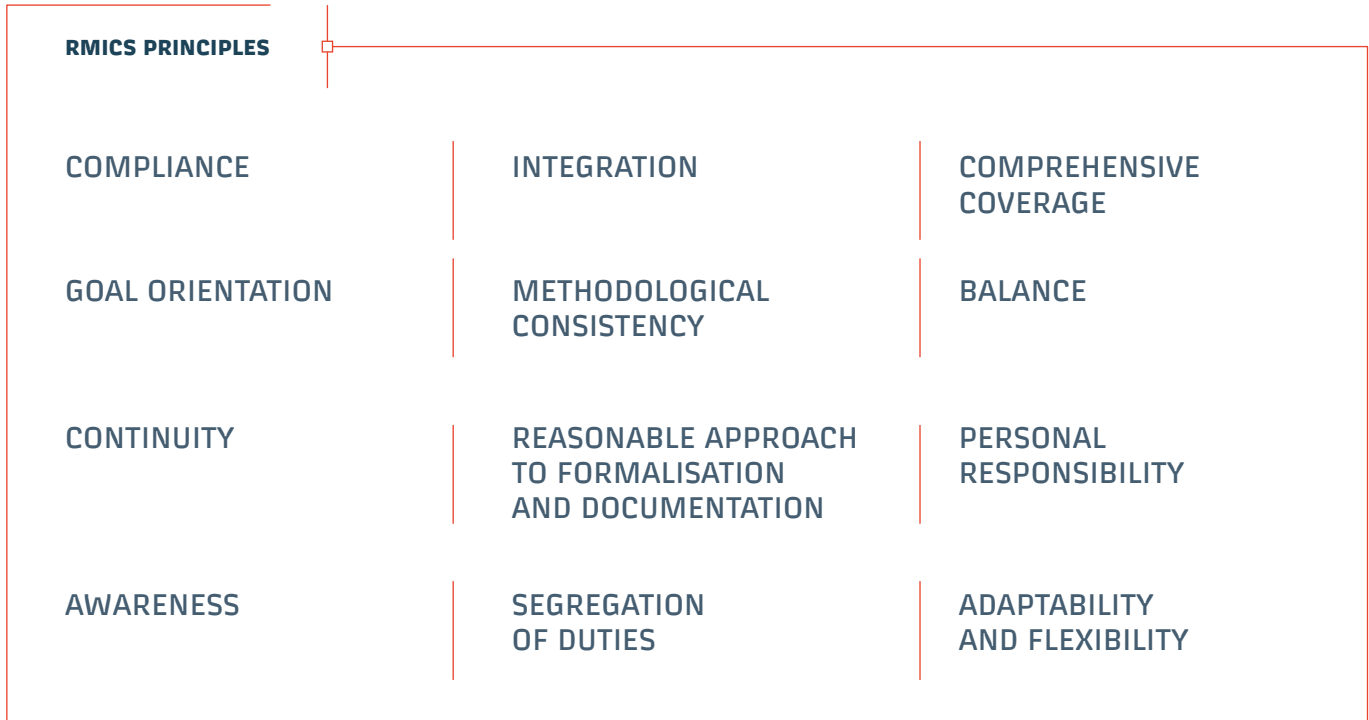 RMICS PRINCIPLES
COMPLIANCE
INTEGRATION
COMPREHENSIVE
COVERAGE
GOAL ORIENTATION
METHODOLOGICAL
CONSISTENCY
BALANCE
CONTINUITY
REASONABLE APPROACH
TO FORMALISATION
AND DOCUMENTATION
PERSONAL
RESPONSIBILITY
AWARENESS
SEGREGATION
OF DUTIES
ADAPTABILITY
AND FLEXIBILITY